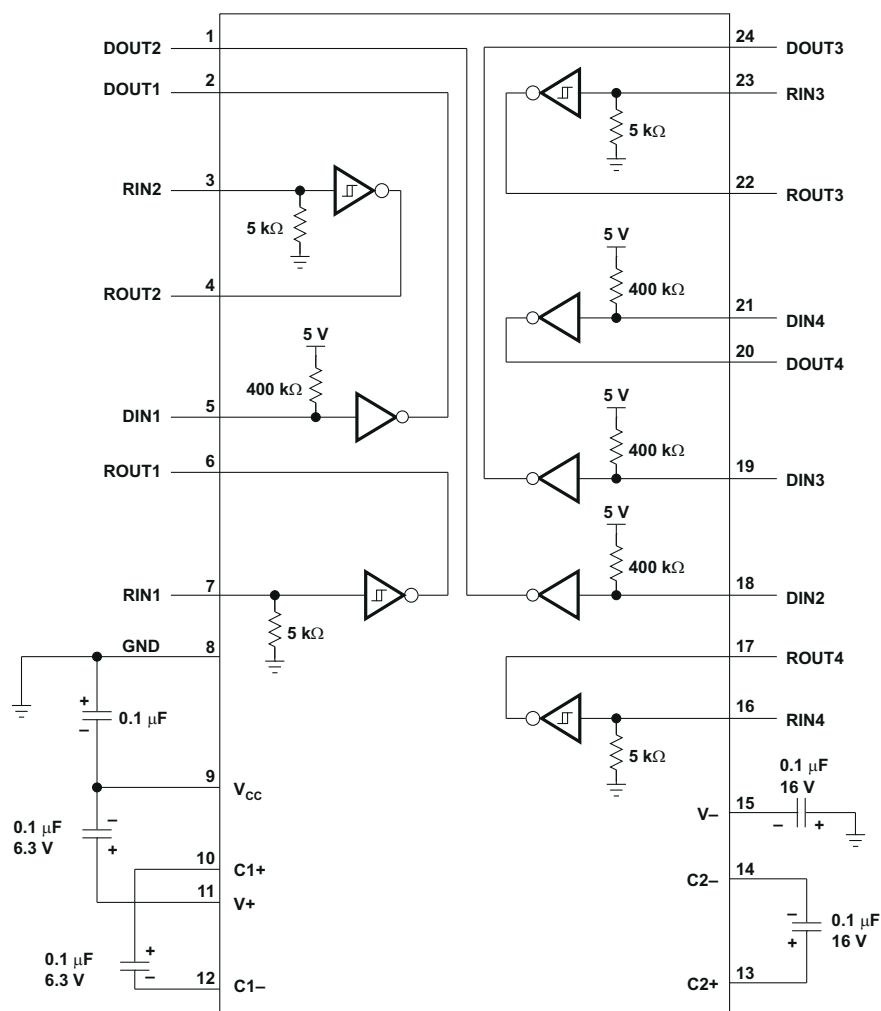 DOUT2
1
DOUT1
2
RIN2
3
5 kΩ
ROUT2
4
5 V
400 kΩ
DIN1
5
ROUT1
6
RIN1
7
5 kΩ
GND
8
+
–
0.1 μF
9
VCC
0.1 μF
6.3 V
–
+
10
C1+
11
V+
0.1 μF
6.3 V
+
–
12
C1–
24
DOUT3
23
RIN3
5 kΩ
22
ROUT3
5 V
400 kΩ
21
DIN4
20
DOUT4
5 V
400 kΩ
19
DIN3
5 V
400 kΩ
18
DIN2
17
ROUT4
16
RIN4
5 kΩ
0.1 μF
16 V
V–
15
–
+
14
C2–
–
+
0.1 μF
16 V
13
C2+